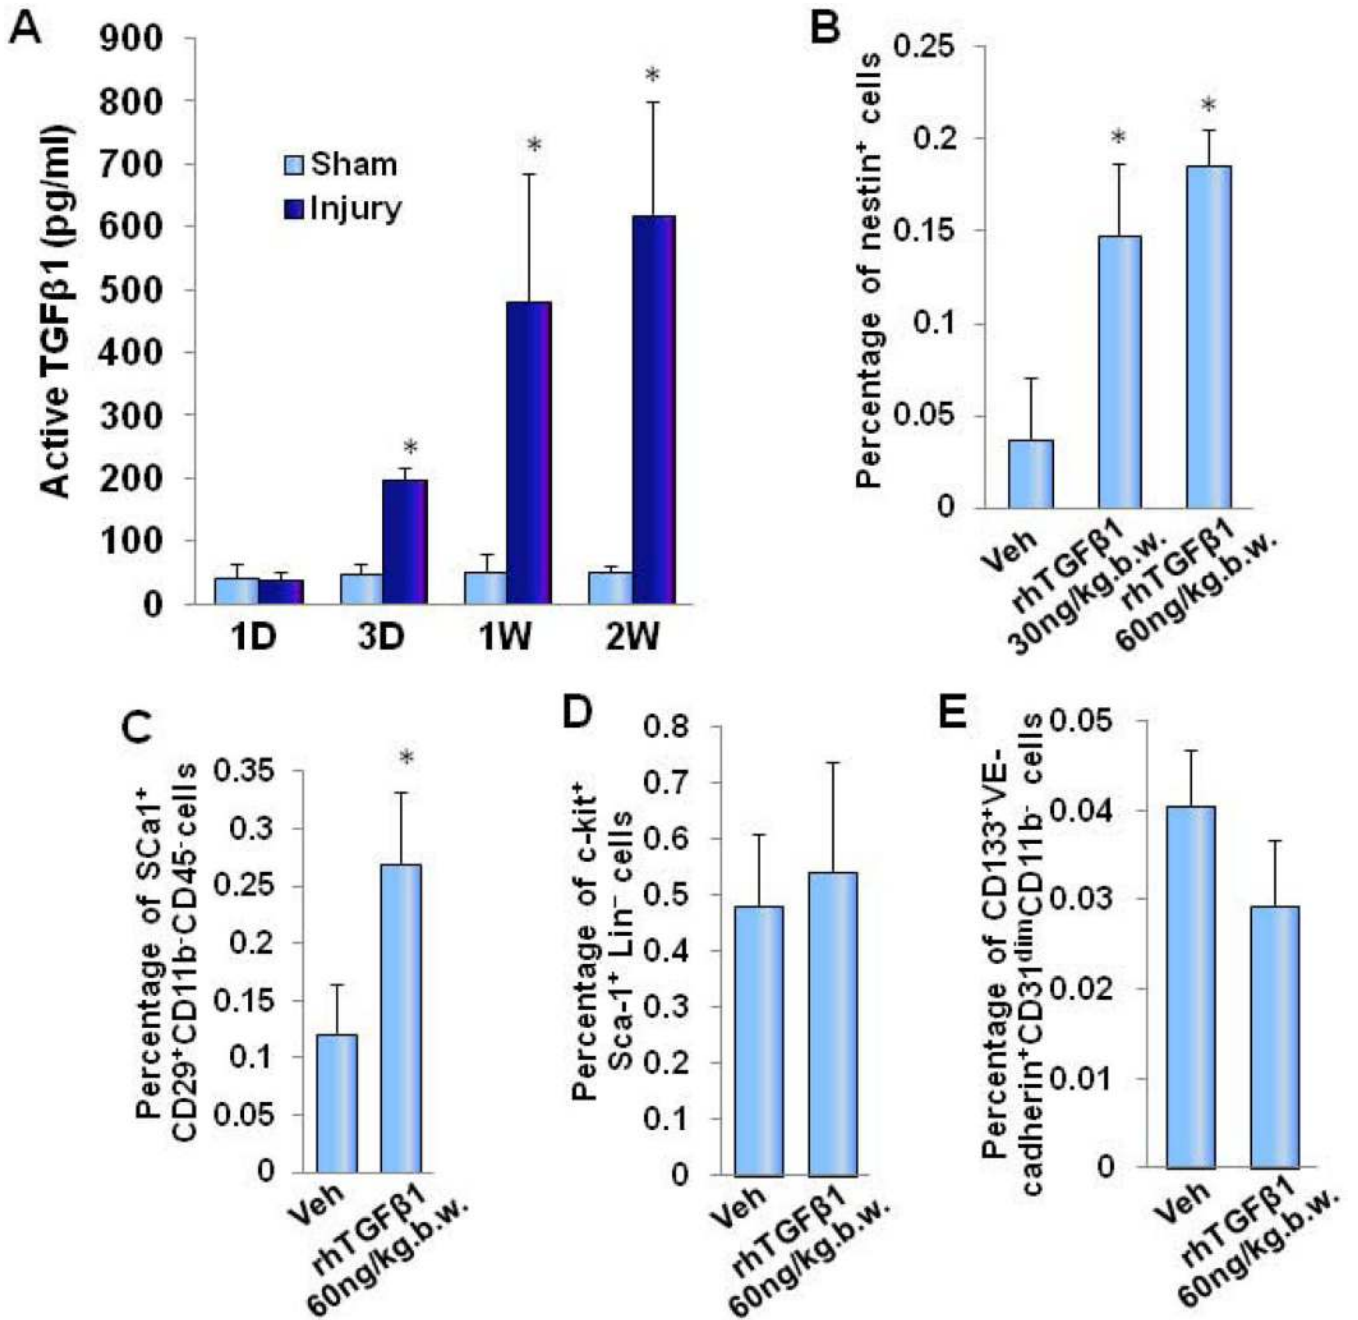 A
Active TGFβ1 (pg/ml)
900
800
700
600
500
400
300
200
100
0
Sham
Injury
*
*
*
1D
3D
1W
2W
B
Percentage of nestin⁺ cells
0.25
0.2
0.15
0.1
0.05
0
*
*
Veh
rhTGFβ1
30ng/kg.b.w.
rhTGFβ1
60ng/kg.b.w.
C
Percentage of SCa1⁺
CD29⁺CD11b⁻CD45⁻cells
0.35
0.3
0.25
0.2
0.15
0.1
0.05
0
*
Veh
rhTGFβ1
60ng/kg.b.w.
D
Percentage of c-kit⁺
Sca-1⁺ Lin⁻ cells
0.8
0.7
0.6
0.5
0.4
0.3
0.2
0.1
0
Veh
rhTGFβ1
60ng/kg.b.w.
E
Percentage of CD133⁺VE-
cadherin⁺CD31ᵈⁱᵐCD11b⁻ cells
0.05
0.04
0.03
0.02
0.01
0
Veh
rhTGFβ1
60ng/kg.b.w.